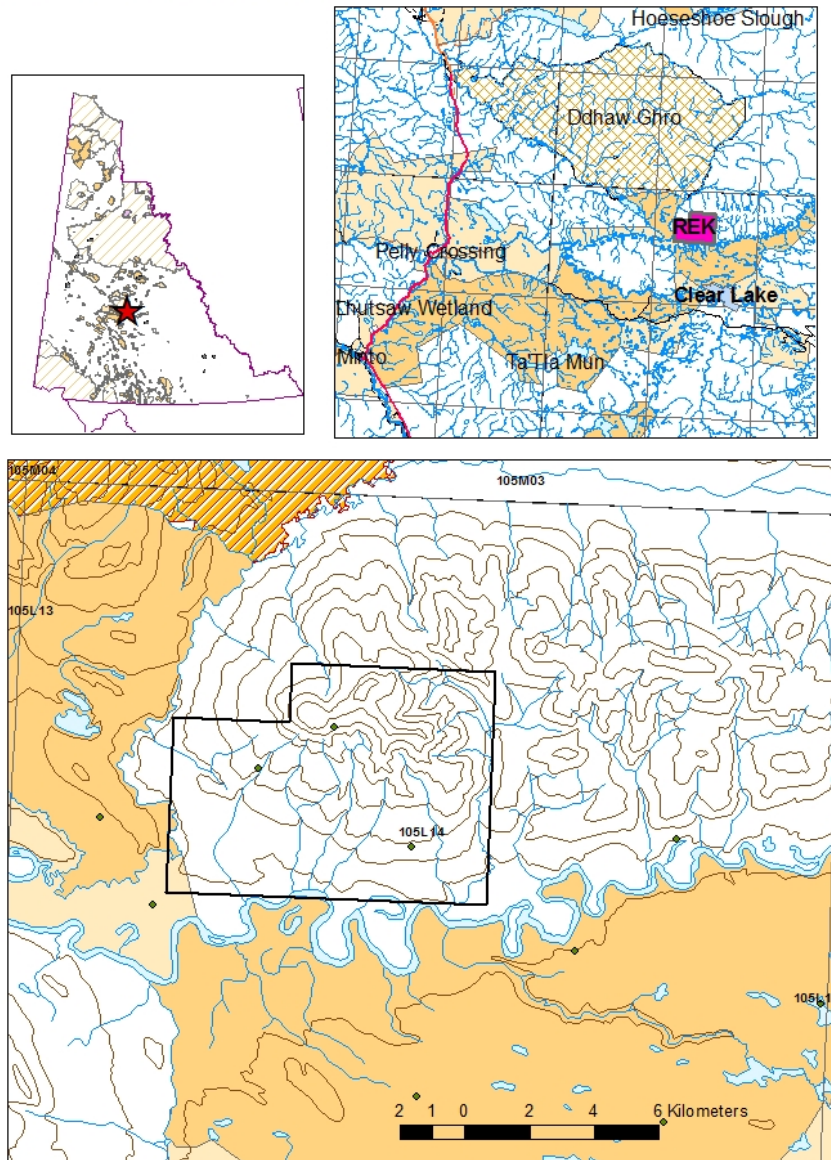 Hoeseshoe Slough
Ddhaw Ghro
REK
Pelly Crossing
Clear Lake
Lhutsaw Wetland
Minto
Ta'Tla Mun
105M04
105M03
105L13
105L14
105L1
2 1 0 2 4 6 Kilometers